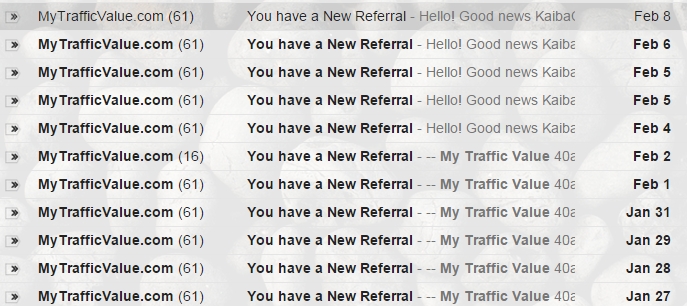 MyTrafficValue.com (61) You have a New Referral - Hello! Good news Kaiba Feb 8
MyTrafficValue.com (61) You have a New Referral - Hello! Good news Kaiba Feb 6
MyTrafficValue.com (61) You have a New Referral - Hello! Good news Kaiba Feb 5
MyTrafficValue.com (61) You have a New Referral - Hello! Good news Kaiba Feb 5
MyTrafficValue.com (61) You have a New Referral - Hello! Good news Kaiba Feb 4
MyTrafficValue.com (16) You have a New Referral - -- My Traffic Value 40a Feb 2
MyTrafficValue.com (61) You have a New Referral - -- My Traffic Value 40a Feb 1
MyTrafficValue.com (61) You have a New Referral - -- My Traffic Value 40a Jan 31
MyTrafficValue.com (61) You have a New Referral - -- My Traffic Value 40a Jan 29
MyTrafficValue.com (61) You have a New Referral - -- My Traffic Value 40a Jan 28
MyTrafficValue.com (61) You have a New Referral - -- My Traffic Value 40a Jan 27